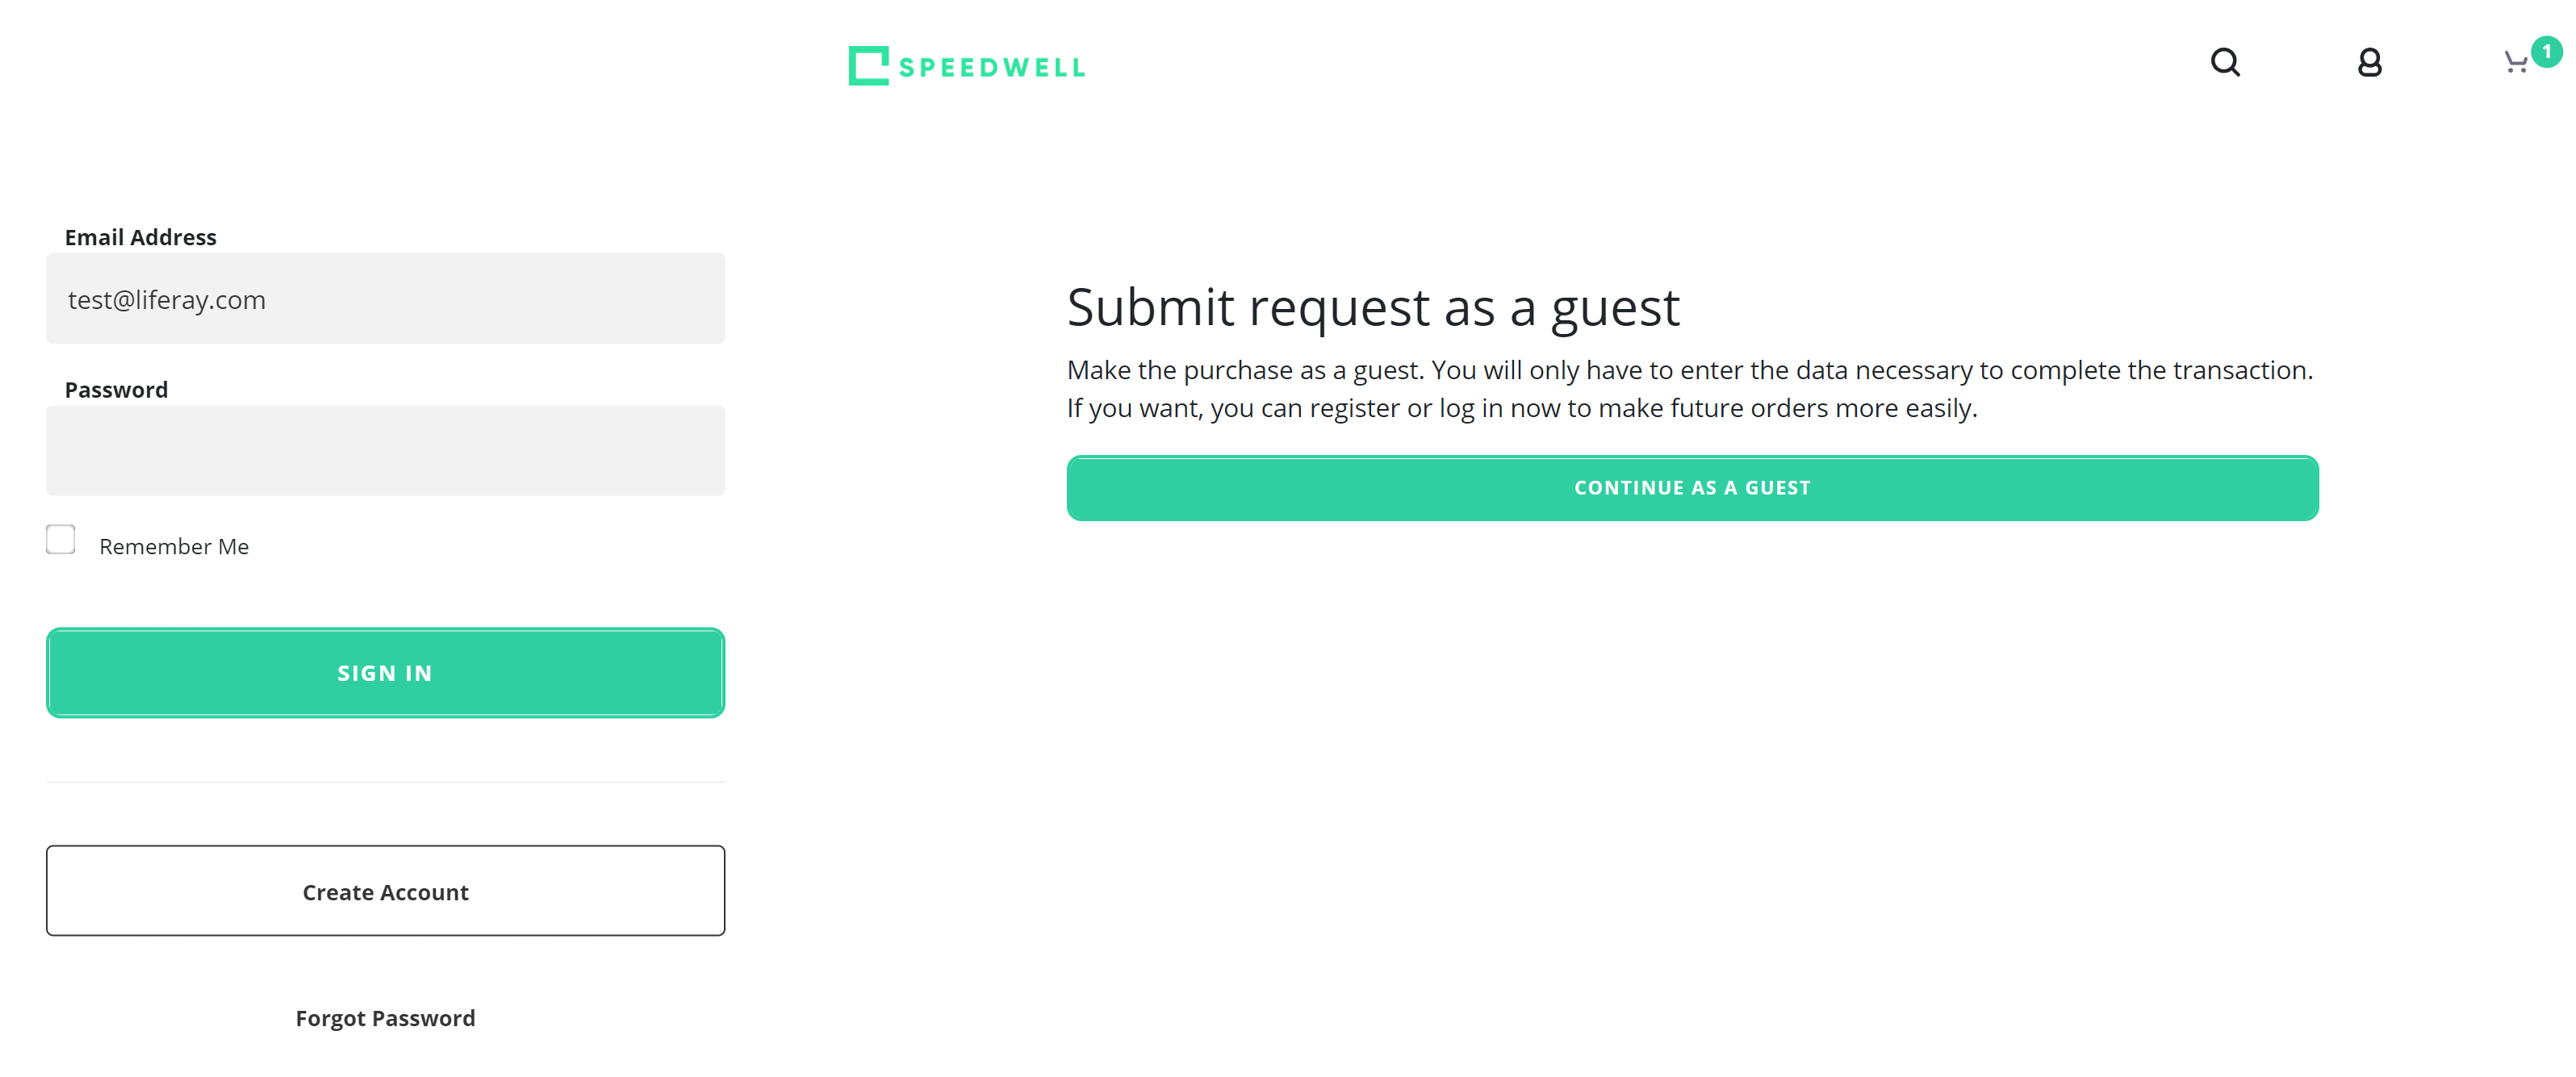 SPEEDWELL
1
Email Address
test@liferay.com
Password
Remember Me
SIGN IN
Create Account
Forgot Password
Submit request as a guest
Make the purchase as a guest. You will only have to enter the data necessary to complete the transaction.
If you want, you can register or log in now to make future orders more easily.
CONTINUE AS A GUEST